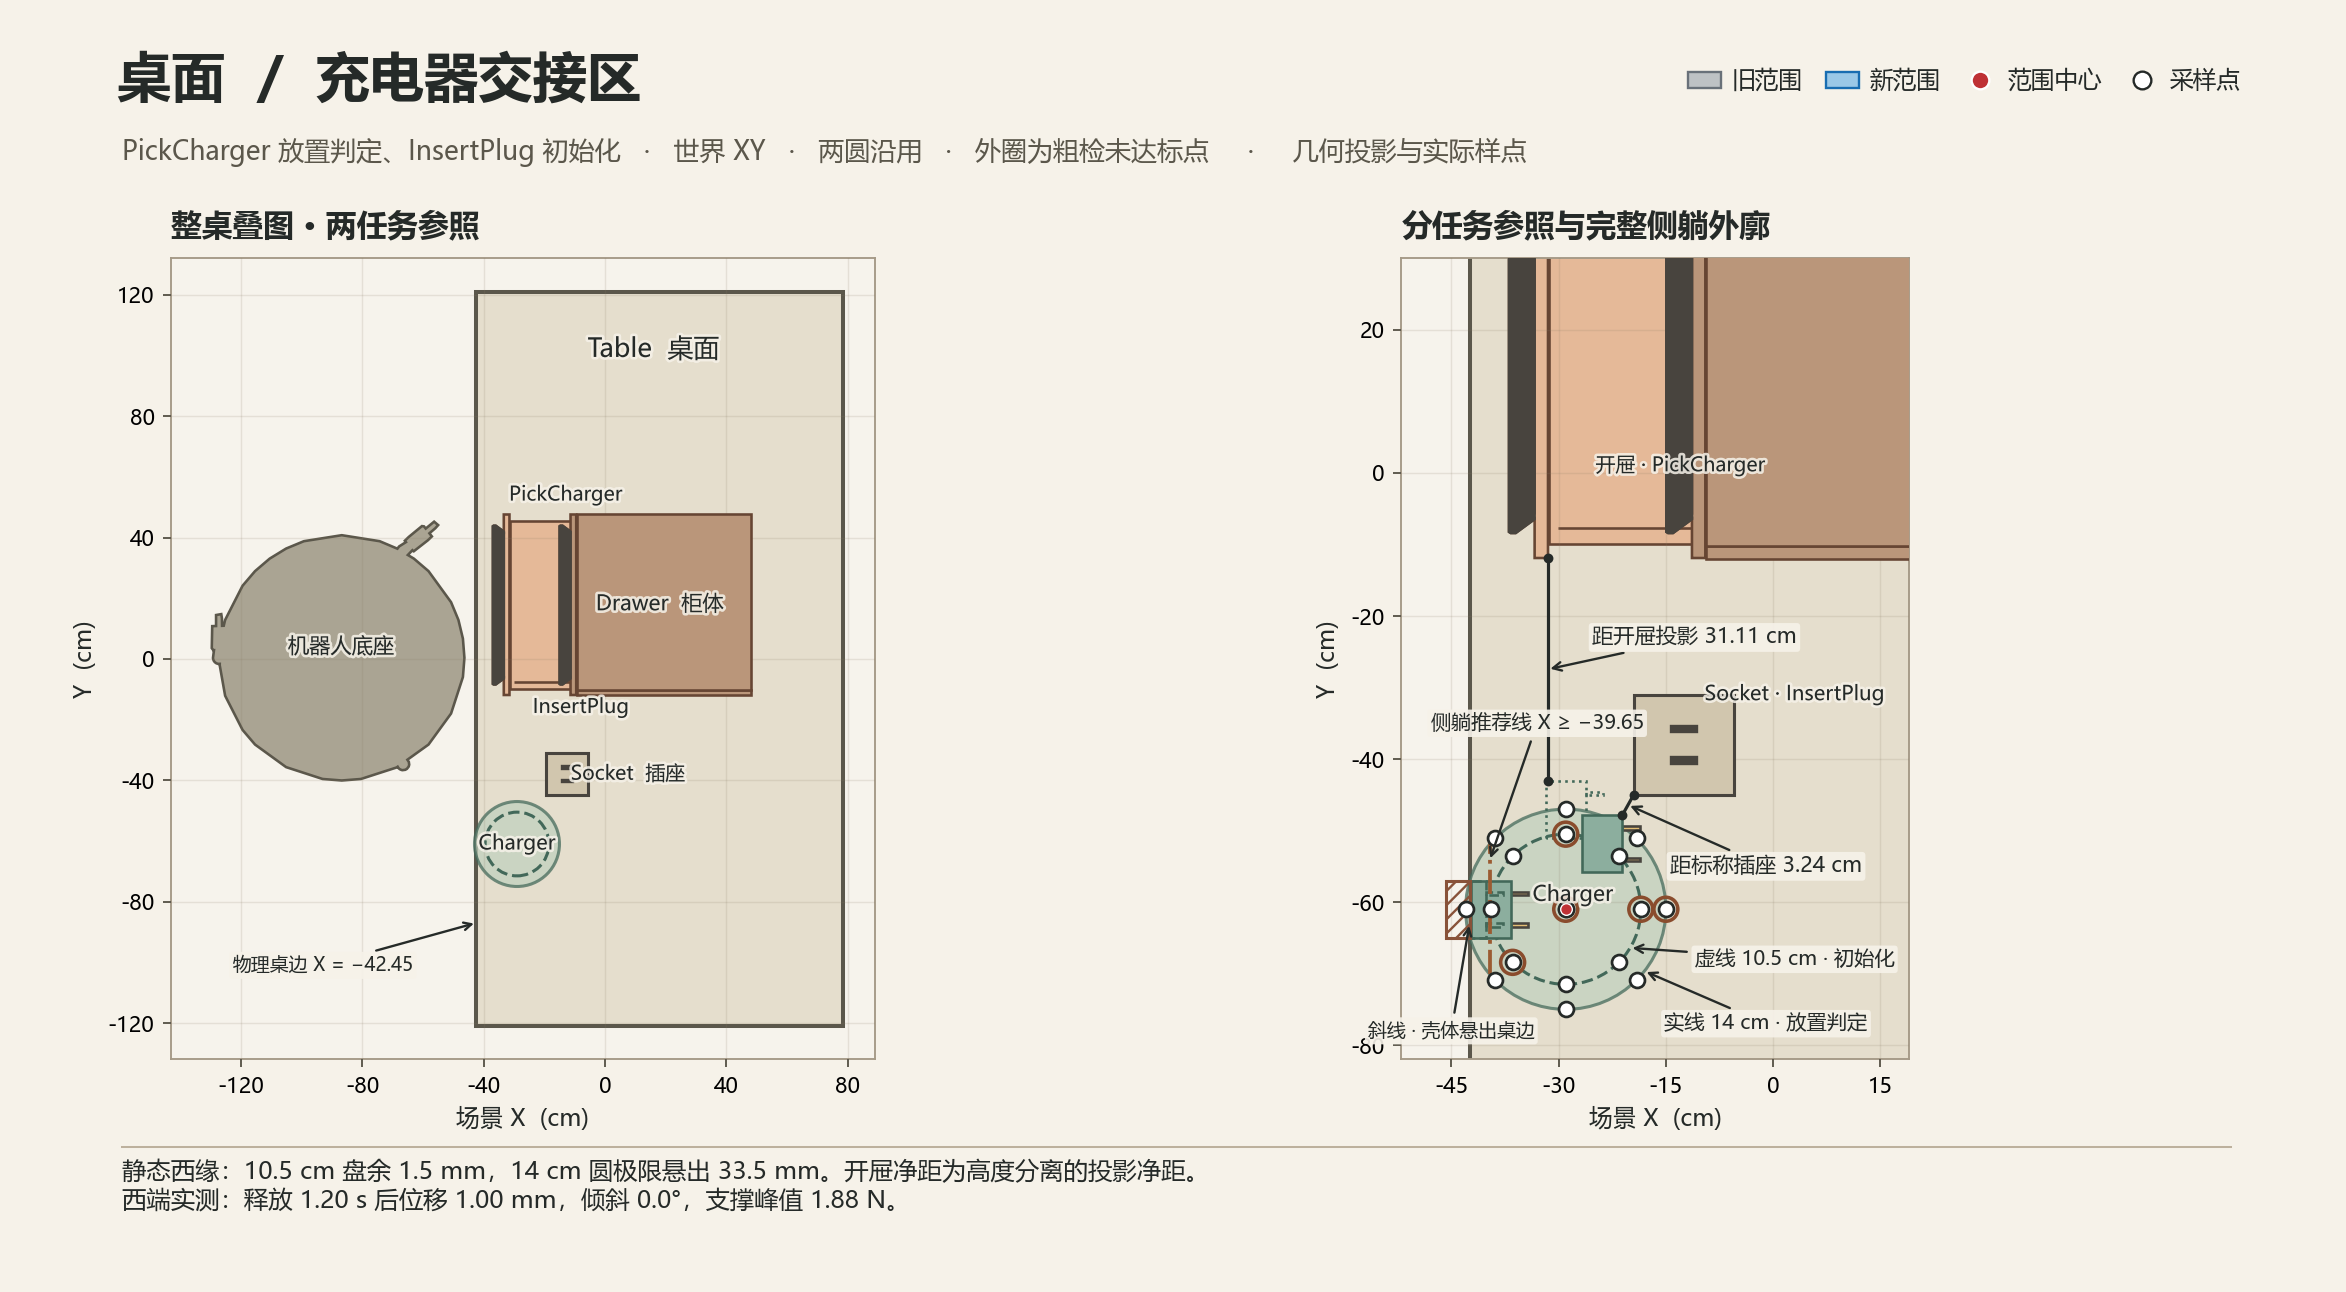 桌面 / 充电器交接区
旧范围 新范围 范围中心 采样点
PickCharger 放置判定、InsertPlug 初始化 · 世界 XY · 两圆沿用 · 外圈为粗检未达标点 · 几何投影与实际样点
整桌叠图 • 两任务参照
120
80
40
0
-40
-80
-120
Y (cm)
Table 桌面
PickCharger
Drawer 柜体
机器人底座
InsertPlug
Socket 插座
Charger
物理桌边 X = −42.45
-120 -80 -40 0 40 80
场景 X (cm)
分任务参照与完整侧躺外廓
20
0
-20
-40
-60
-80
Y (cm)
开屉 · PickCharger
距开屉投影 31.11 cm
Socket · InsertPlug
侧躺推荐线 X ≥ −39.65
距标称插座 3.24 cm
Charger
虚线 10.5 cm · 初始化
实线 14 cm · 放置判定
斜线 · 壳体悬出桌边
-45 -30 -15 0 15
场景 X (cm)
静态西缘：10.5 cm 盘余 1.5 mm，14 cm 圆极限悬出 33.5 mm。开屉净距为高度分离的投影净距。
西端实测：释放 1.20 s 后位移 1.00 mm，倾斜 0.0°，支撑峰值 1.88 N。